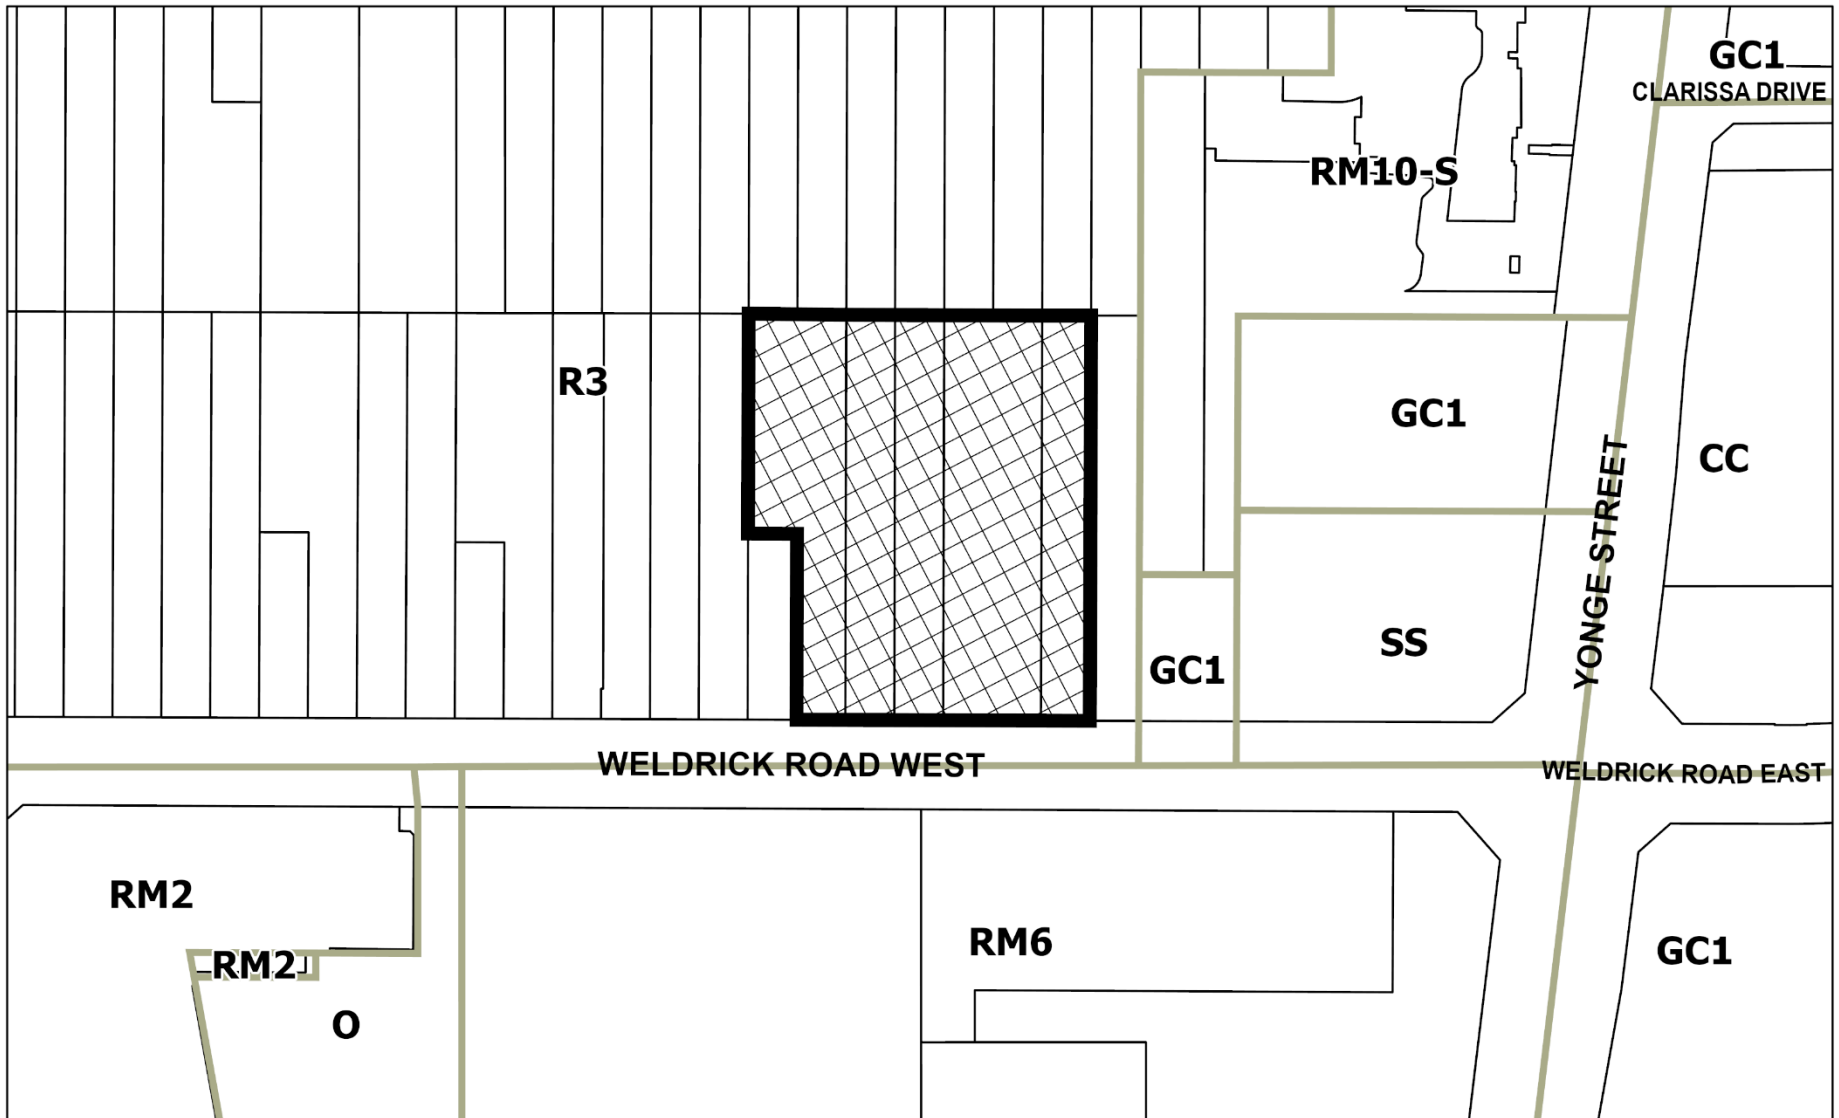 GC1
CLARISSA DRIVE
RM10-S
R3
GC1
CC
YONGE STREET
SS
GC1
WELDRICK ROAD WEST
WELDRICK ROAD EAST
RM2
RM6
GC1
RM2
O